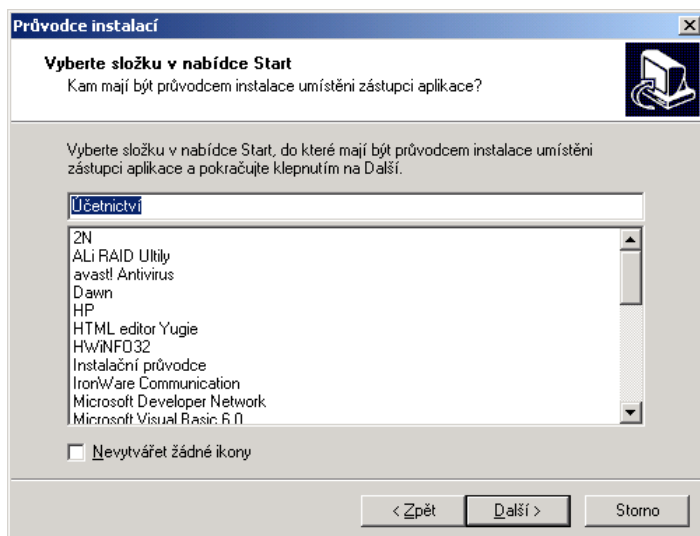 Průvodce instalací
Vyberte složku v nabídce Start
Kam mají být průvodcem instalace umístěni zástupci aplikace?
Vyberte složku v nabídce Start, do které mají být průvodcem instalace umístěni
zástupci aplikace a pokračujte klepnutím na Další.
Účetnictví
2N
ALi RAID Ultily
avast! Antivirus
Dawn
HP
HTML editor Yugie
HWiNFO32
Instalační průvodce
IronWare Communication
Microsoft Developer Network
Microsoft Visual Basic 6.0
Nevytvářet žádné ikony
< Zpět
Další >
Storno